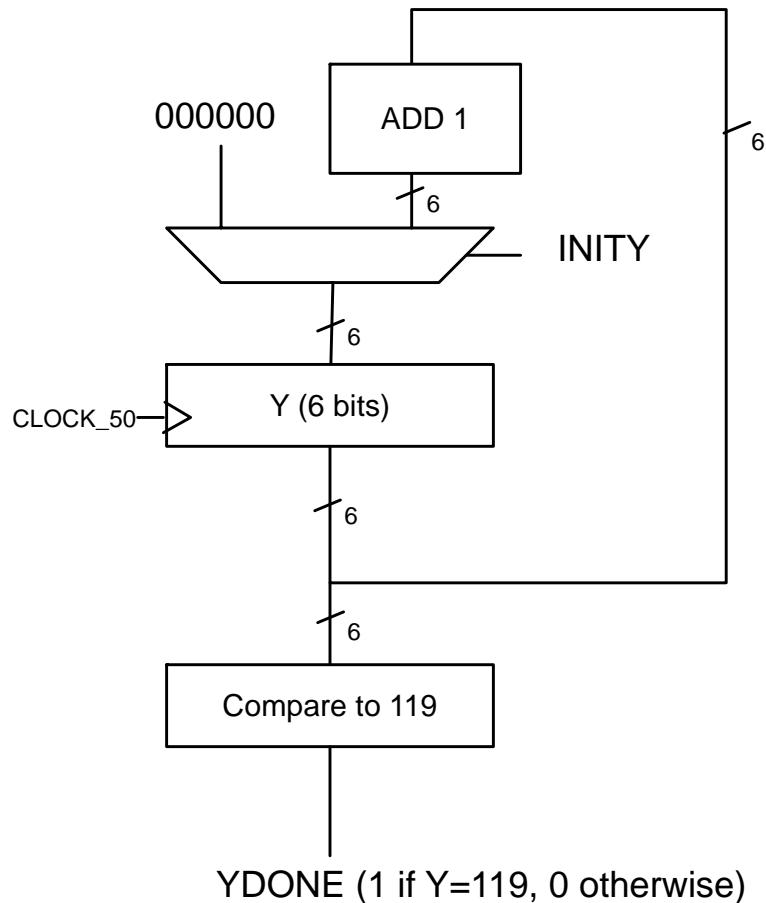 ADD 1
000000
6
6
INITY
6
Y (6 bits)
CLOCK_50
6
6
Compare to 119
YDONE (1 if Y=119, 0 otherwise)